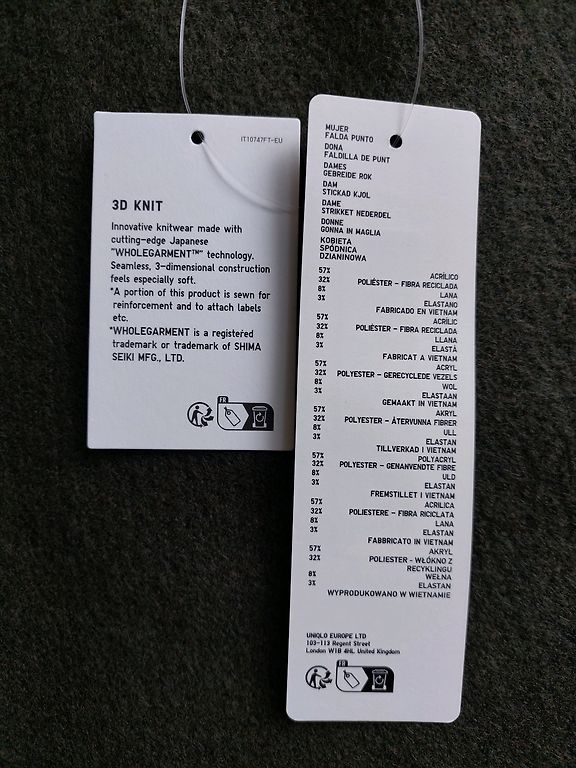 IT10747FT-EU
3D KNIT
Innovative knitwear made with
cutting-edge Japanese
"WHOLEGARMENT™" technology.
Seamless, 3-dimensional construction
feels especially soft.
*A portion of this product is sewn for
reinforcement and to attach labels
etc.
*WHOLEGARMENT is a registered
trademark or trademark of SHIMA
SEIKI MFG., LTD.
FR
MUJER
FALDA PUNTO
DONA
FALDILLA DE PUNT
DAMES
GEBREIDE ROK
DAM
STICKAD KJOL
DAME
STRIKKET NEDERDEL
DONNE
GONNA IN MAGLIA
KOBIETA
SPÓDNICA
DZIANINOWA
57% ACRÍLICO
32% POLIÉSTER - FIBRA RECICLADA
8% LANA
3% ELASTANO
FABRICADO EN VIETNAM
57% ACRÍLIC
32% POLIÈSTER - FIBRA RECICLADA
8% LLANA
3% ELASTÀ
FABRICAT A VIETNAM
57% ACRYL
32% POLYESTER - GERECYCLEDE VEZELS
8% WOL
3% ELASTAAN
GEMAAKT IN VIETNAM
57% AKRYL
32% POLYESTER - ÅTERVUNNA FIBRER
8% ULL
3% ELASTAN
TILLVERKAD I VIETNAM
57% POLYACRYL
32% POLYESTER - GENANVENDTE FIBRE
8% ULD
3% ELASTAN
FREMSTILLET I VIETNAM
57% ACRILICA
32% POLIESTERE - FIBRA RICICLATA
8% LANA
3% ELASTAN
FABBRICATO IN VIETNAM
57% AKRYL
32% POLIESTER - WŁÓKNO Z
RECYKLINGU
8% WEŁNA
3% ELASTAN
WYPRODUKOWANO W WIETNAMIE
UNIQLO EUROPE LTD
103-113 Regent Street
London W1B 4HL United Kingdom
FR